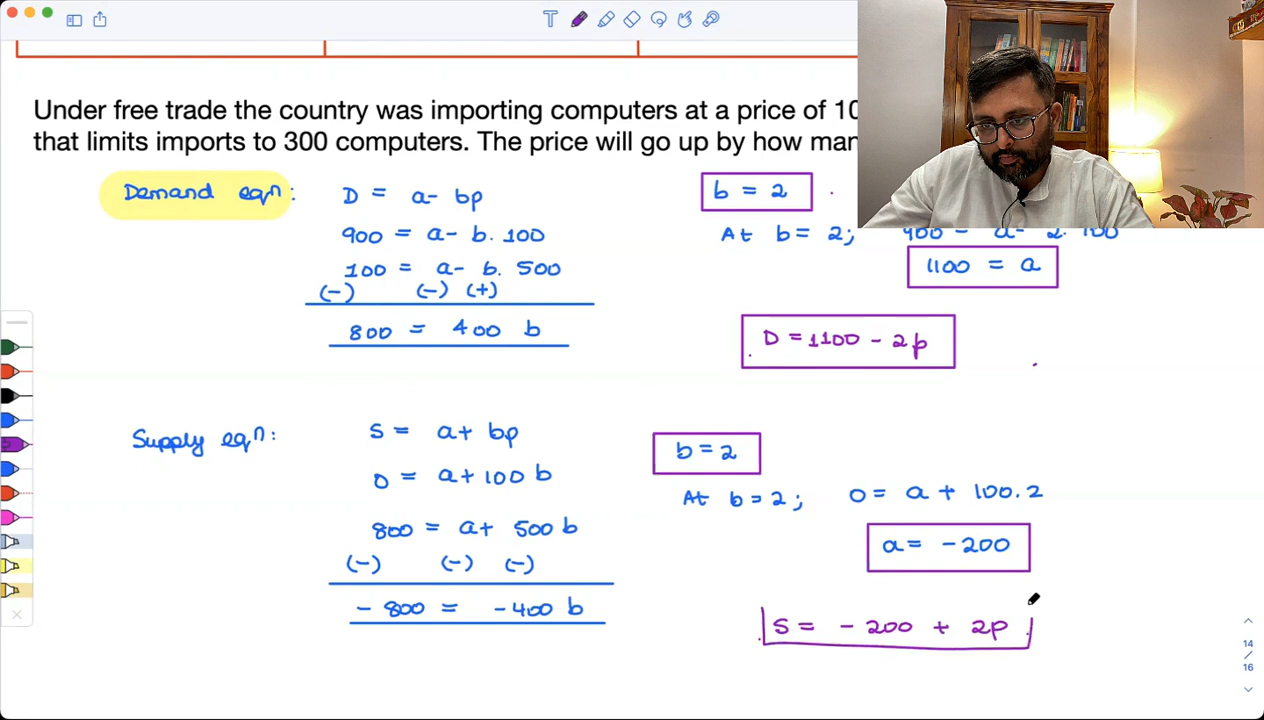 Under free trade the country was importing computers at a price of
that limits imports to 300 computers. The price will go up by how
Demand eqn:
D = a- bp
900 = a- b. 100
100 = a- b. 500
(-) (-) (+)
800 = 400 b
b = 2
At b = 2; 900 = a- 2. 100
1100 = a
D = 1100 - 2p
Supply eqn:
S = a+ bp
0 = a+ 100 b
800 = a+ 500 b
(-) (-) (-)
- 800 = - 400 b
b = 2
At b = 2; 0 = a + 100.2
a = -200
S = - 200 + 2p
14
/
16